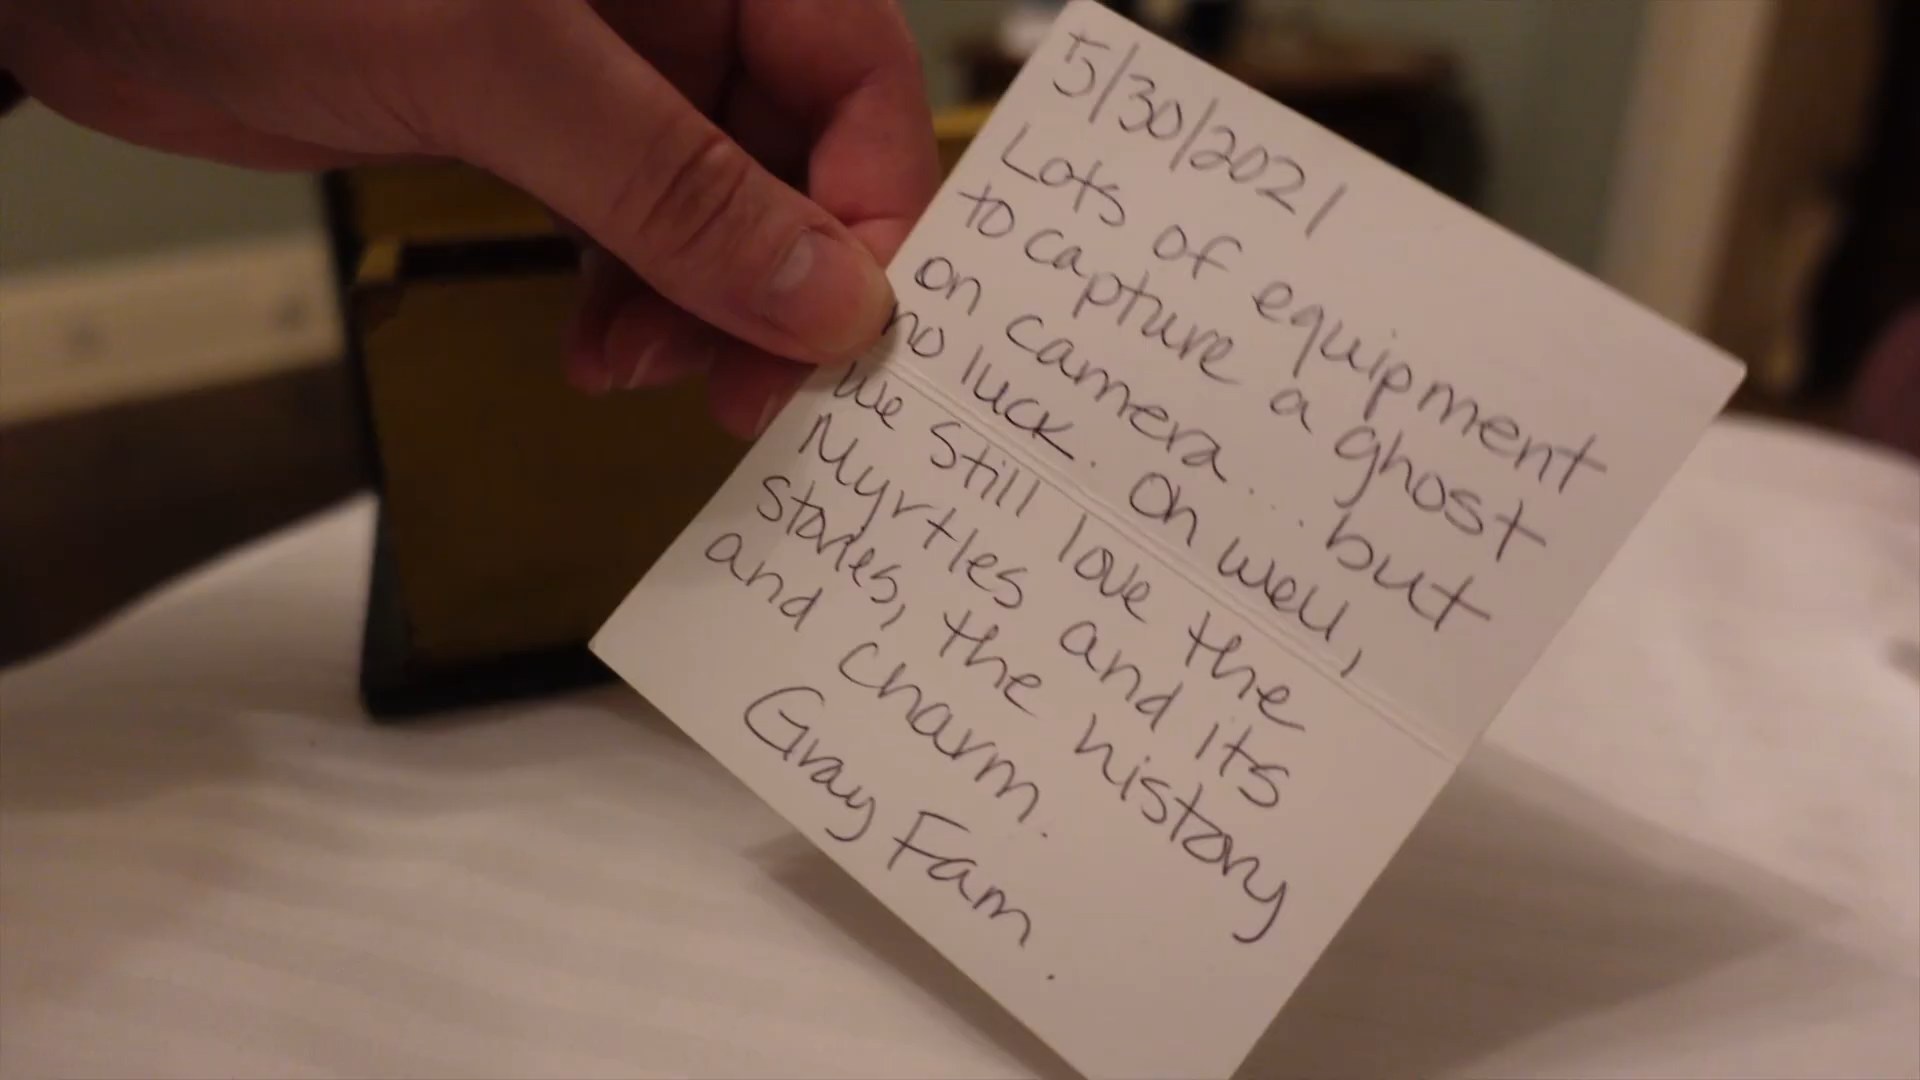 5/30/2021
Lots of equipment
to capture a ghost
on camera... but
no luck. Oh well,
we still love the
Myrtles and its
stories, the history
and charm.
Gray Fam.